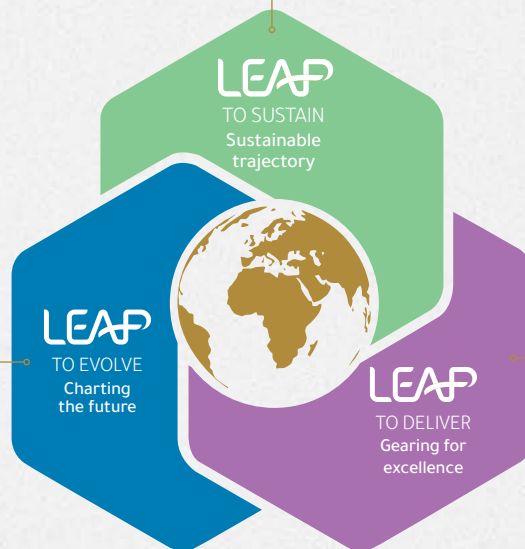 LEAP
TO SUSTAIN
Sustainable
trajectory
LEAP
TO EVOLVE
Charting
the future
LEAP
TO DELIVER
Gearing for
excellence